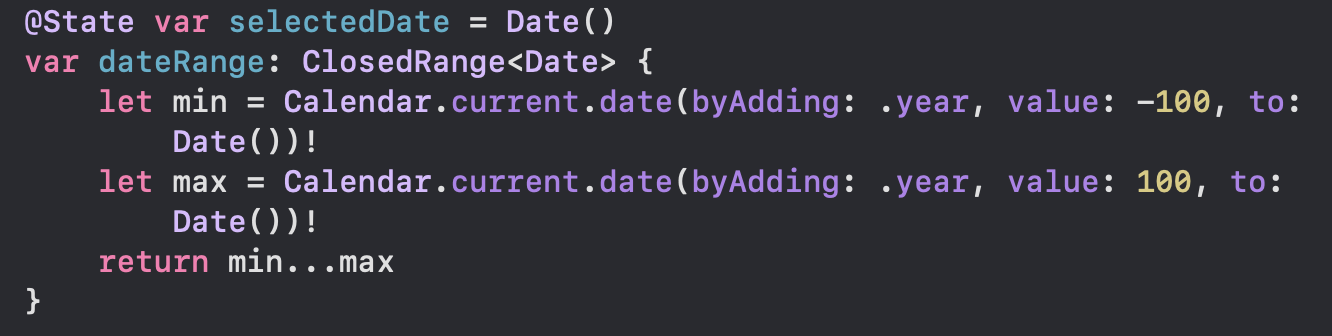 @State var selectedDate = Date()
var dateRange: ClosedRange<Date> {
    let min = Calendar.current.date(byAdding: .year, value: -100, to:
        Date())!
    let max = Calendar.current.date(byAdding: .year, value: 100, to:
        Date())!
    return min...max
}